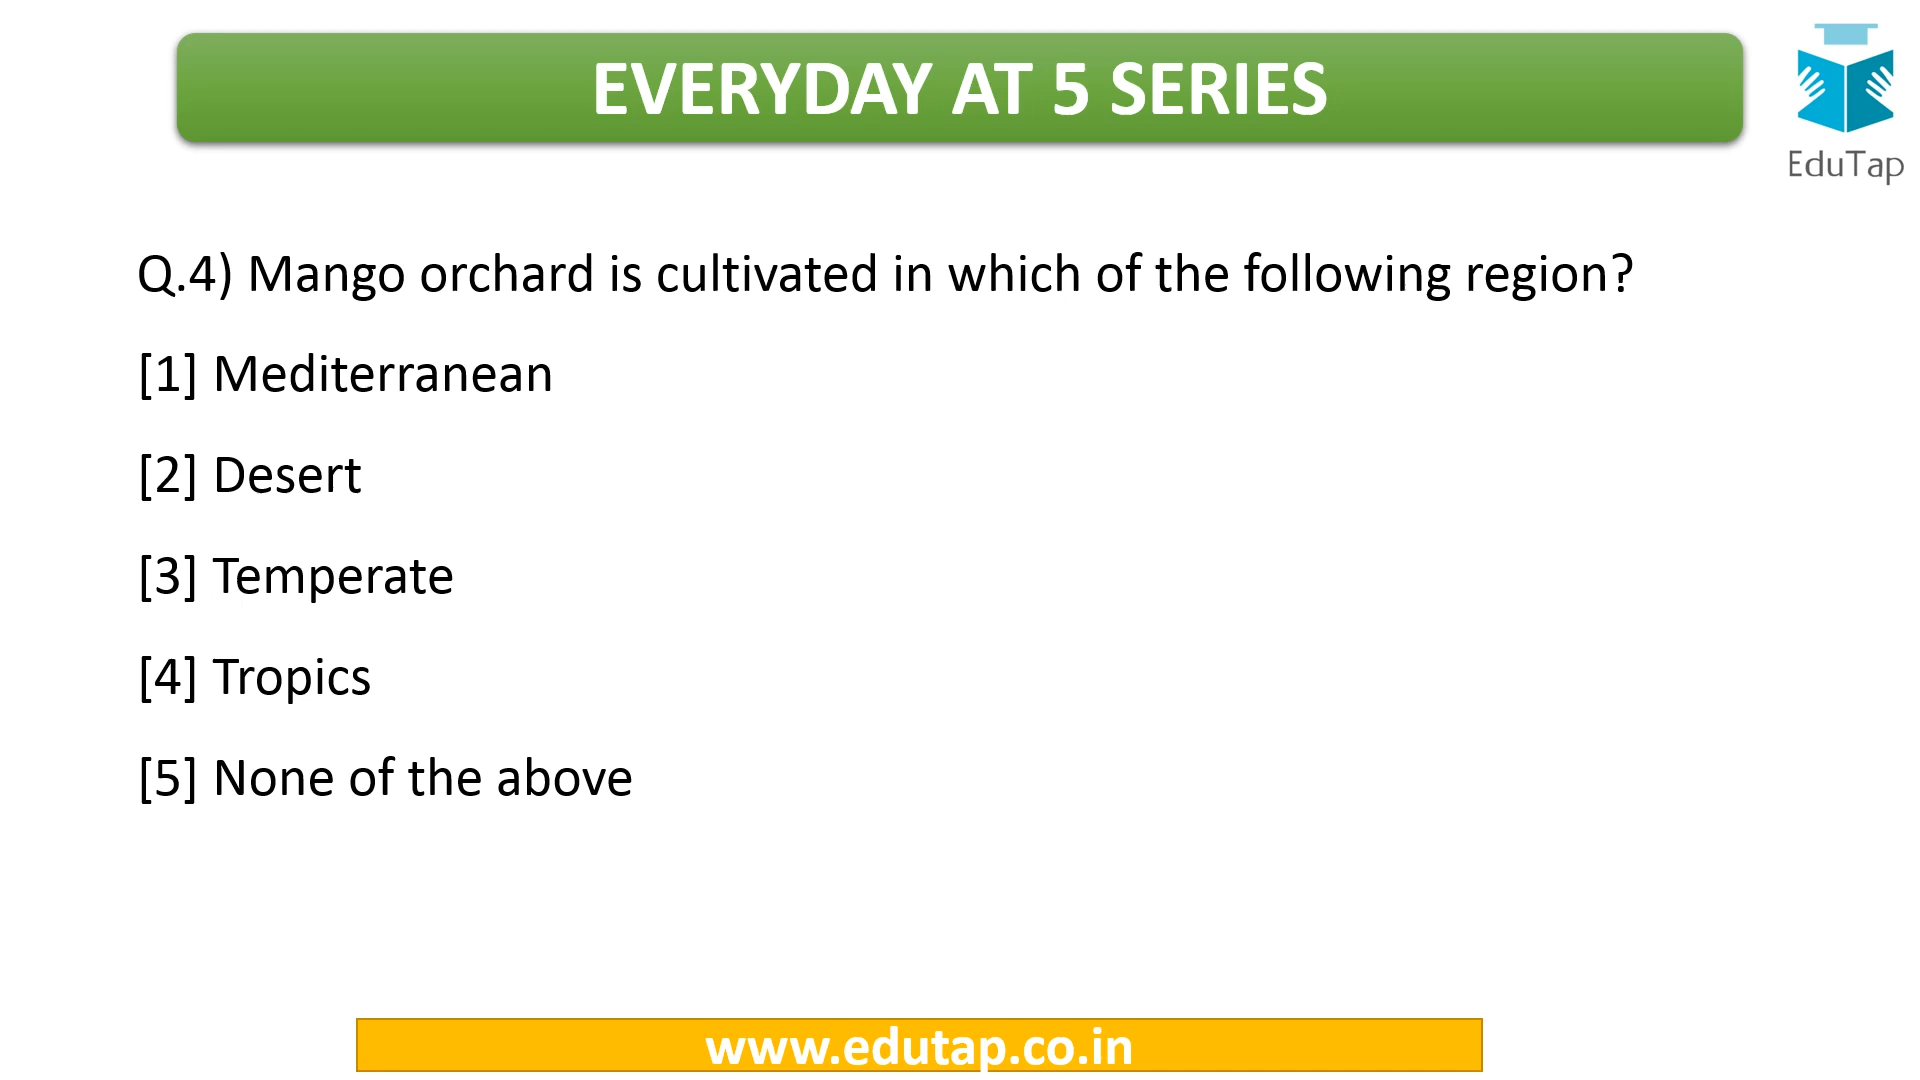 EVERYDAY AT 5 SERIES
EduTap
Q.4) Mango orchard is cultivated in which of the following region?
[1] Mediterranean
[2] Desert
[3] Temperate
[4] Tropics
[5] None of the above
www.edutap.co.in